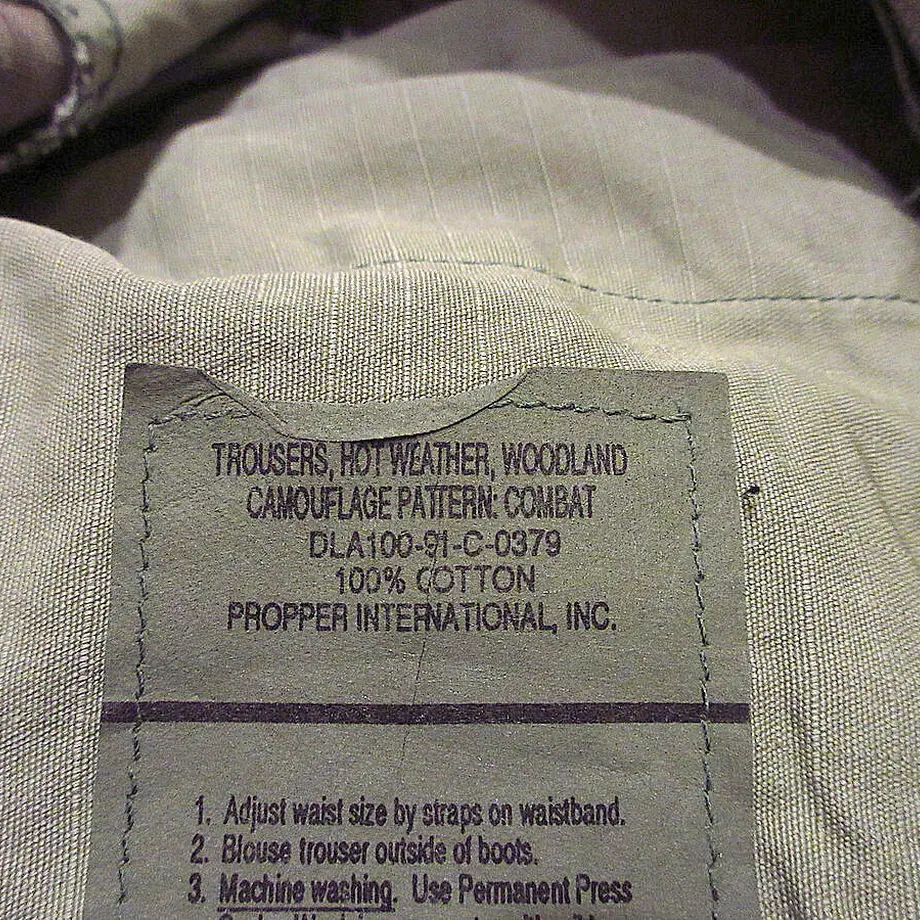 TROUSERS, HOT WEATHER, WOODLAND
CAMOUFLAGE PATTERN: COMBAT
DLA100-91-C-0379
100% COTTON
PROPPER INTERNATIONAL, INC.
1. Adjust waist size by straps on waistband.
2. Blouse trouser outside of boots.
3. Machine washing. Use Permanent Press